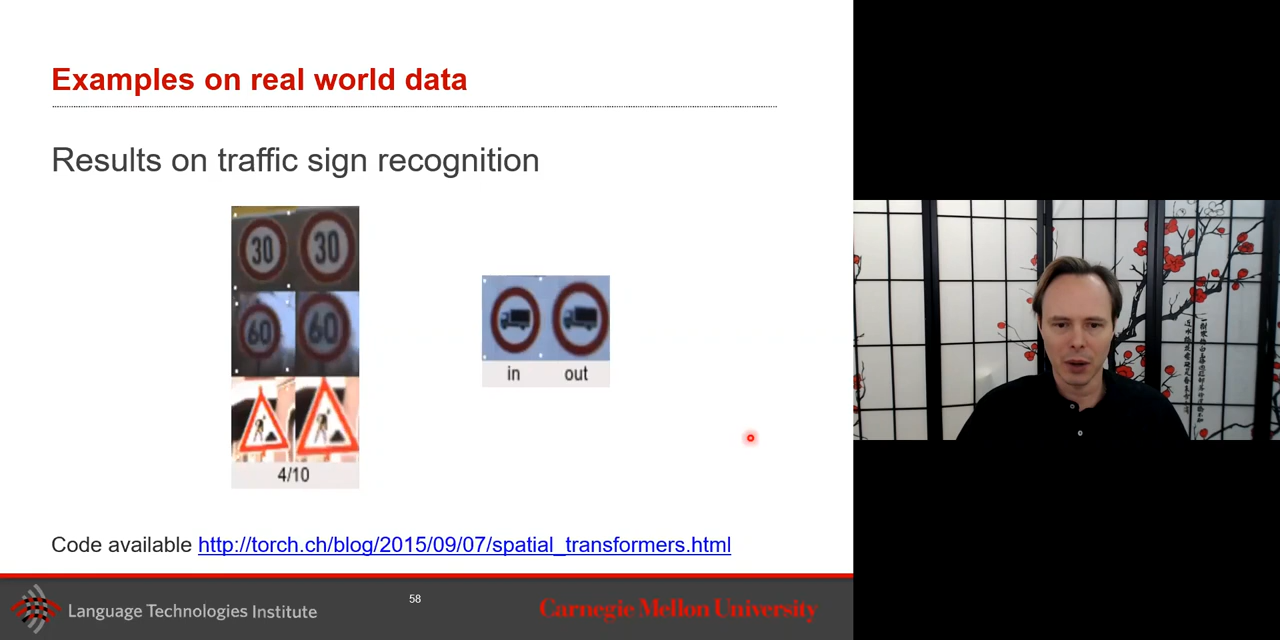 Examples on real world data
Results on traffic sign recognition
30 30
60 60
in out
4/10
Code available http://torch.ch/blog/2015/09/07/spatial_transformers.html
Language Technologies Institute
58
Carnegie Mellon University